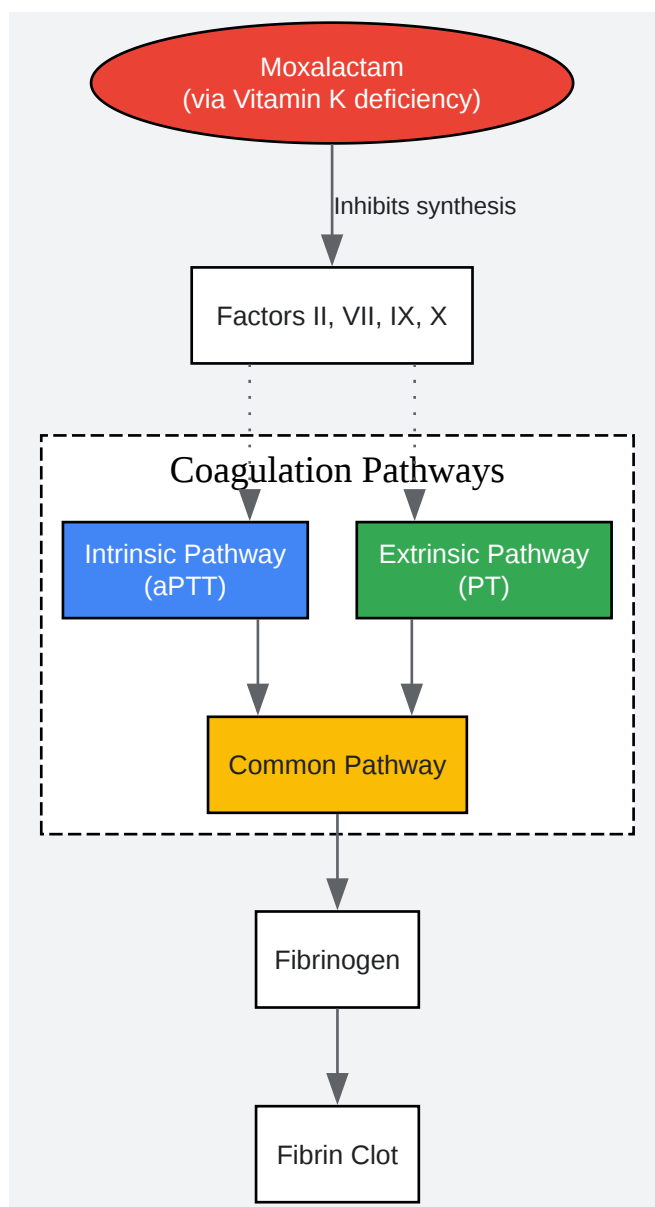 Moxalactam
(via Vitamin K deficiency)
Inhibits synthesis
Factors II, VII, IX, X
Coagulation Pathways
Intrinsic Pathway
(aPTT)
Extrinsic Pathway
(PT)
Common Pathway
Fibrinogen
Fibrin Clot